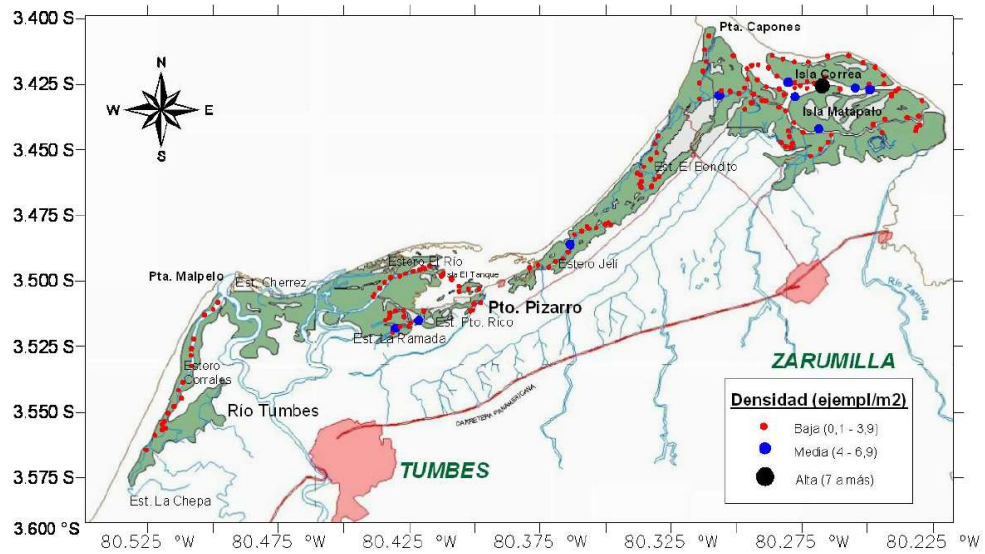 3.400 S
3.425 S
3.450 S
3.475 S
3.500 S
3.525 S
3.550 S
3.575 S
3.600 °S
N
W
E
S
Pta. Capones
Isla Correa
Isla Matapalo
Est. El Bondito
Estero El Río
Isla El Tanque
Estero Jelí
Pta. Malpelo
Est. Cherrez
Pto. Pizarro
Est. Pto. Rico
Est. La Ramada
Río Zarumilla
Estero
Corrales
Río Tumbes
ZARUMILLA
CARRETERA PANAMERICANA
TUMBES
Est. La Chepa
Densidad (ejempl/m2)
Baja (0,1 - 3,9)
Media (4 - 6,9)
Alta (7 a más)
80.525 °W
80.475 °W
80.425 °W
80.375 °W
80.325 °W
80.275 °W
80.225 °W